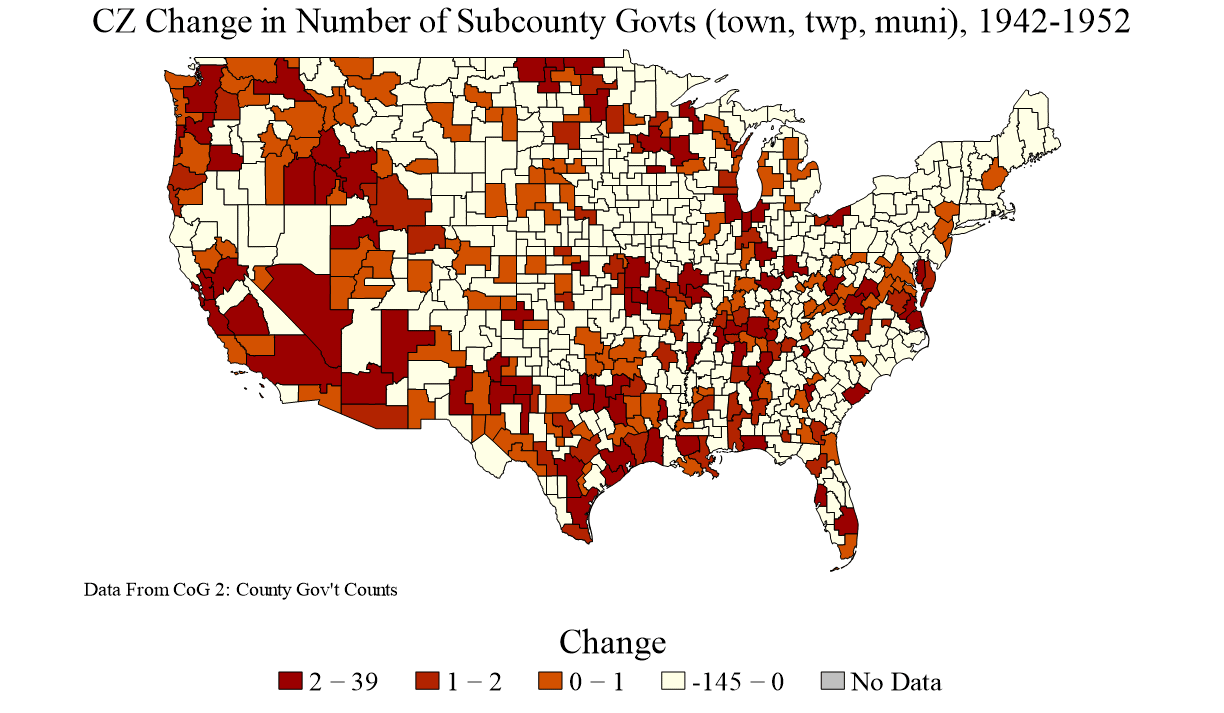 CZ Change in Number of Subcounty Govts (town, twp, muni), 1942-1952
Data From CoG 2: County Gov't Counts
Change
2 − 39 1 − 2 0 − 1 -145 − 0 No Data